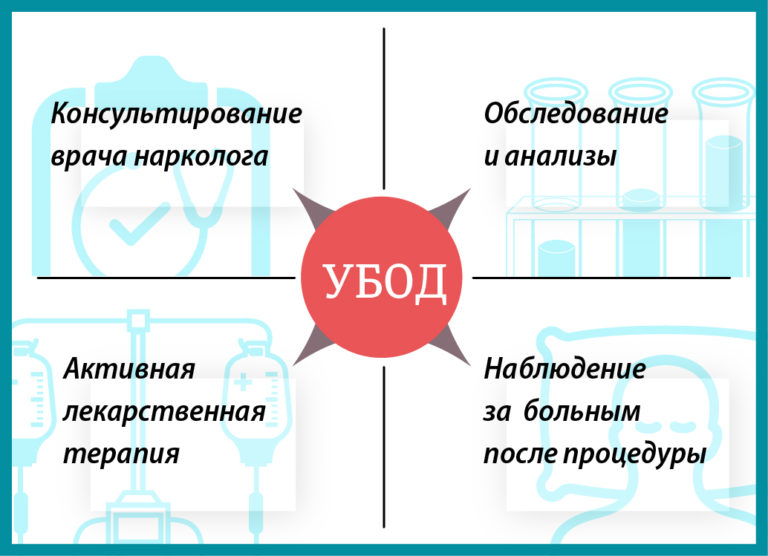 Консультирование
врача нарколога
Обследование
и анализы
УБОД
Активная
лекарственная
терапия
Наблюдение
за больным
после процедуры